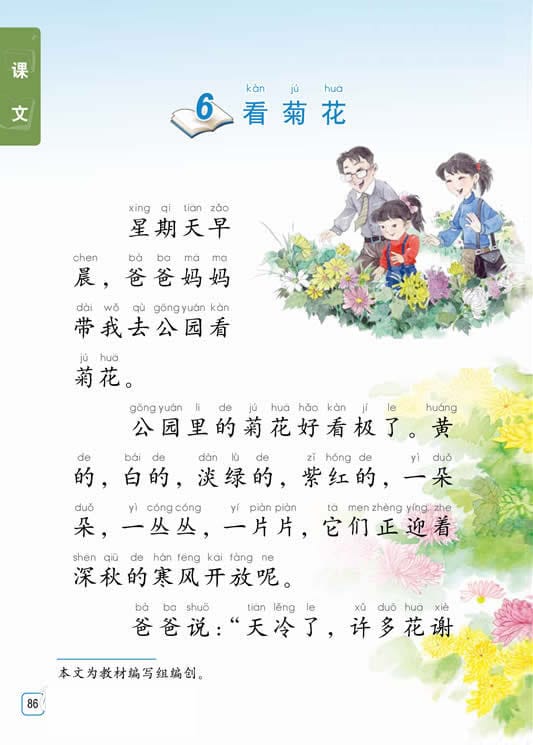 课
文
kàn jú huā
6 看菊花
xīng qī tiān zǎo
星期天早
chen bà ba mā ma
晨，爸爸妈妈
dài wǒ qù gōng yuán kàn
带我去公园看
jú huā
菊花。
gōng yuán li de jú huā hǎo kàn jí le huáng
公园里的菊花好看极了。黄
de bái de dàn lǜ de zǐ hóng de yì duǒ
的，白的，淡绿的，紫红的，一朵
duǒ yì cóng cóng yí piàn piàn tā men zhèng yíng zhe
朵，一丛丛，一片片，它们正迎着
shēn qiū de hán fēng kāi fàng ne
深秋的寒风开放呢。
bà ba shuō tiān lěng le xǔ duō huā xiè
爸爸说：“天冷了，许多花谢
本文为教材编写组编创。
86